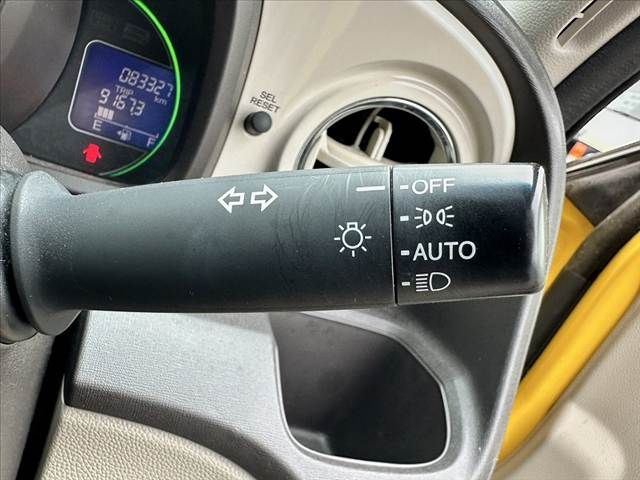 083327
TRIP km
9167.3
E F
SEL
RESET
OFF
AUTO